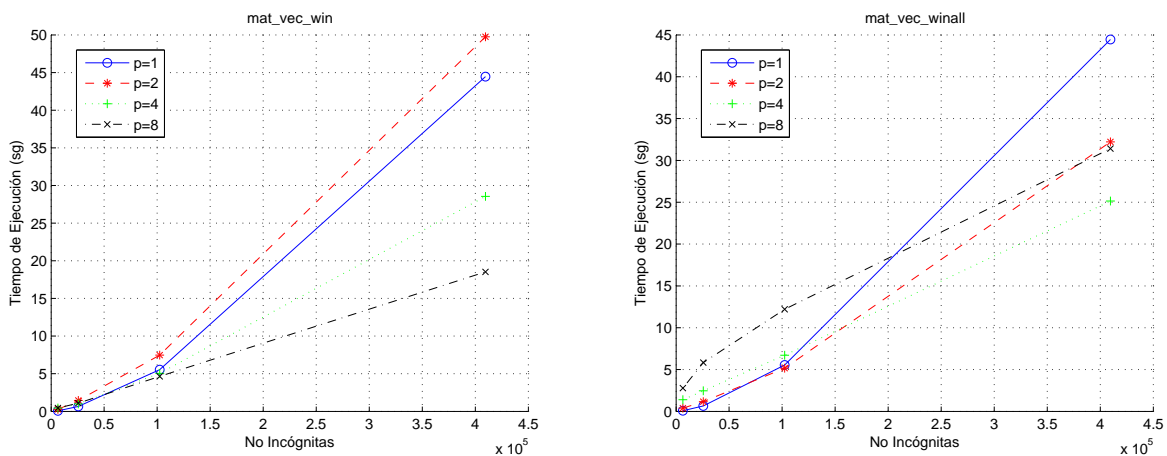 mat_vec_win
50
45
40
35
30
25
20
15
10
5
0
Tiempo de Ejecución (sg)
p=1
p=2
p=4
p=8
0 0.5 1 1.5 2 2.5 3 3.5 4 4.5
x 10^5
No Incógnitas
mat_vec_winall
45
40
35
30
25
20
15
10
5
0
Tiempo de Ejecución (sg)
p=1
p=2
p=4
p=8
0 0.5 1 1.5 2 2.5 3 3.5 4 4.5
x 10^5
No Incógnitas